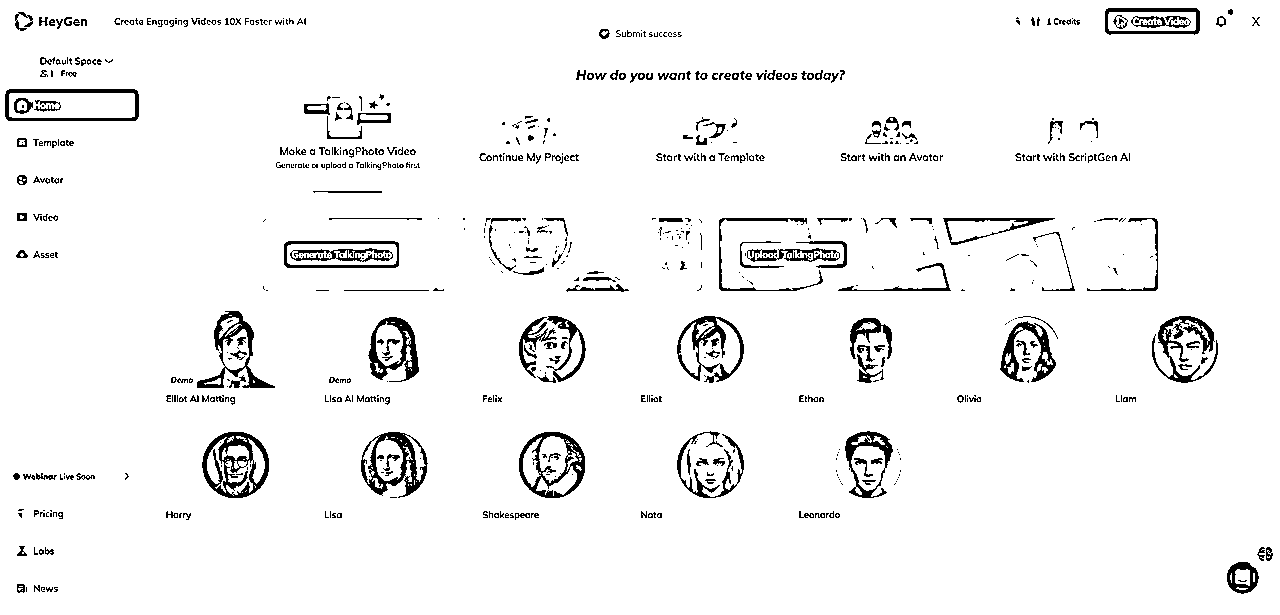 HeyGen
Create Engaging Videos 10X Faster with AI
Submit success
1 Credits
Create Video
X
Default Space
1 Free
How do you want to create videos today?
Home
Template
Avatar
Video
Asset
Make a TalkingPhoto Video
Generate or upload a TalkingPhoto first
Continue My Project
Start with a Template
Start with an Avatar
Start with ScriptGen AI
Generate TalkingPhoto
Upload TalkingPhoto
Demo
Demo
Elliot AI Matting
Lisa AI Matting
Felix
Elliot
Ethan
Olivia
Liam
Harry
Lisa
Shakespeare
Nata
Leonardo
Webinar Live Soon
Pricing
Labs
News